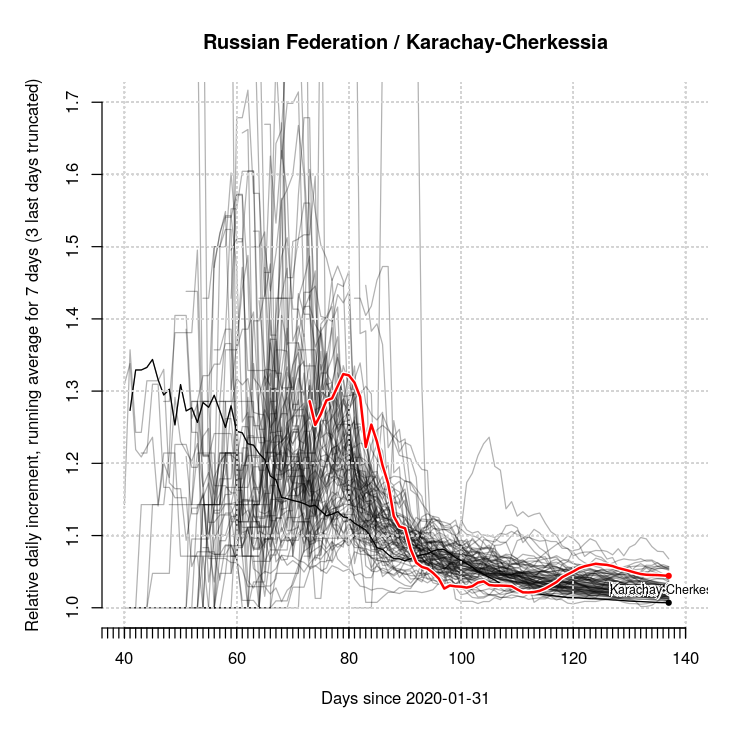 Russian Federation / Karachay-Cherkessia
Relative daily increment, running average for 7 days (3 last days truncated)
1.7
1.6
1.5
1.4
1.3
1.2
1.1
1.0
Karachay-Cherkes
40 60 80 100 120 140
Days since 2020-01-31